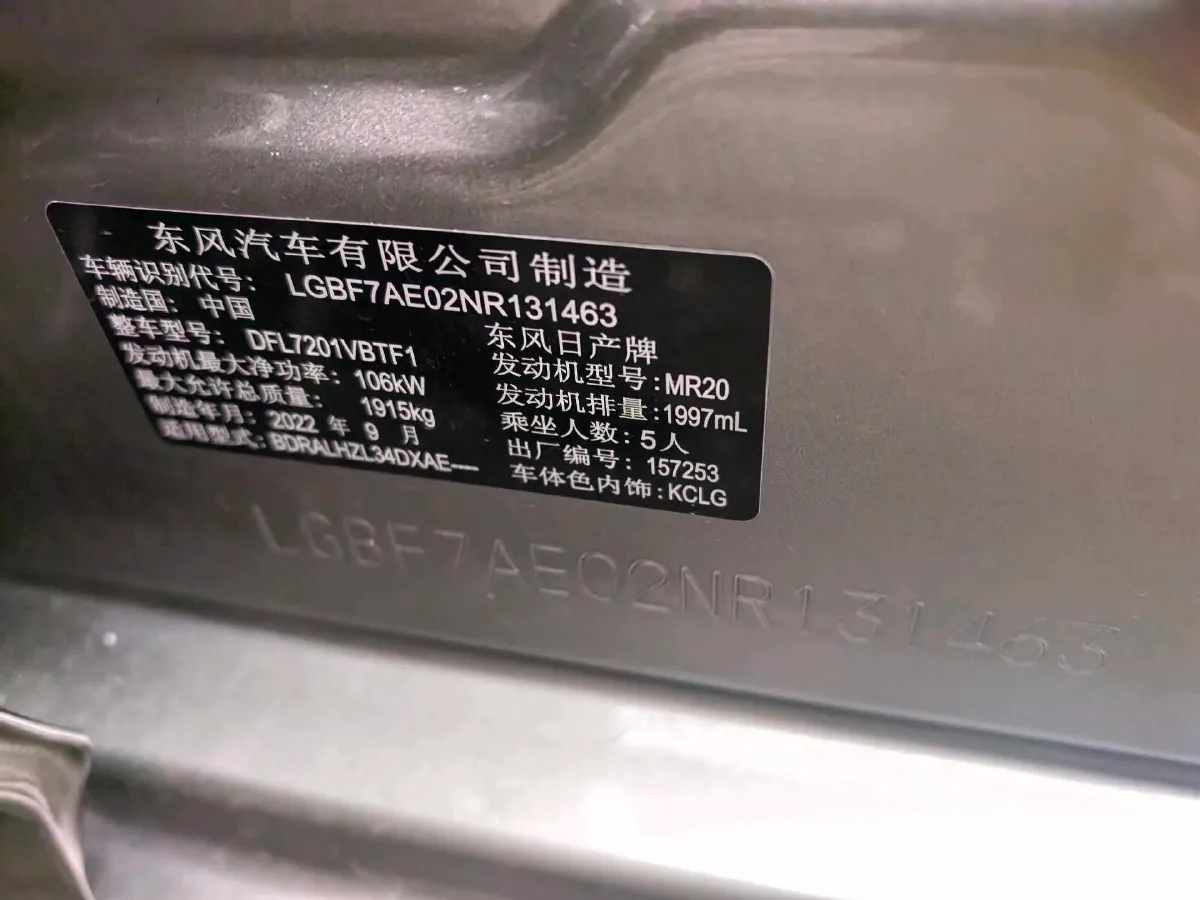 东风汽车有限公司制造
车辆识别代号: LGBF7AE02NR131463
制造国: 中国
东风日产牌
整车型号: DFL7201VBTF1
发动机型号:MR20
发动机最大净功率: 106kW
发动机排量:1997mL
最大允许总质量: 1915kg
乘坐人数: 5人
制造年月: 2022 年 9 月
出厂编号: 157253
适用型式: BDRALHZL34DXAE----
车体色内饰:KCLG
LGBF7AE02NR131463